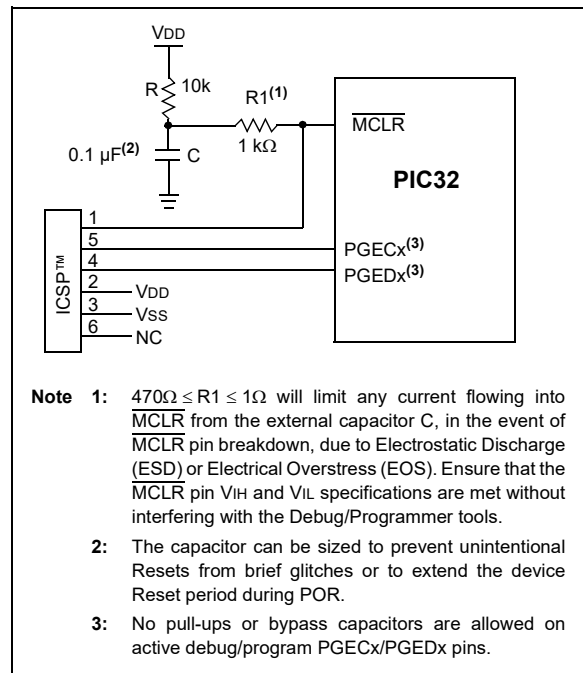 VDD
R 10k
R1(1)
1 kΩ
0.1 µF(2) C
MCLR
PIC32
ICSP™
1
5
4
2
3
6
VDD
VSS
NC
PGECx(3)
PGEDx(3)
Note 1: 470Ω ≤ R1 ≤ 1Ω will limit any current flowing into
MCLR from the external capacitor C, in the event of
MCLR pin breakdown, due to Electrostatic Discharge
(ESD) or Electrical Overstress (EOS). Ensure that the
MCLR pin VIH and VIL specifications are met without
interfering with the Debug/Programmer tools.
2: The capacitor can be sized to prevent unintentional
Resets from brief glitches or to extend the device
Reset period during POR.
3: No pull-ups or bypass capacitors are allowed on
active debug/program PGECx/PGEDx pins.